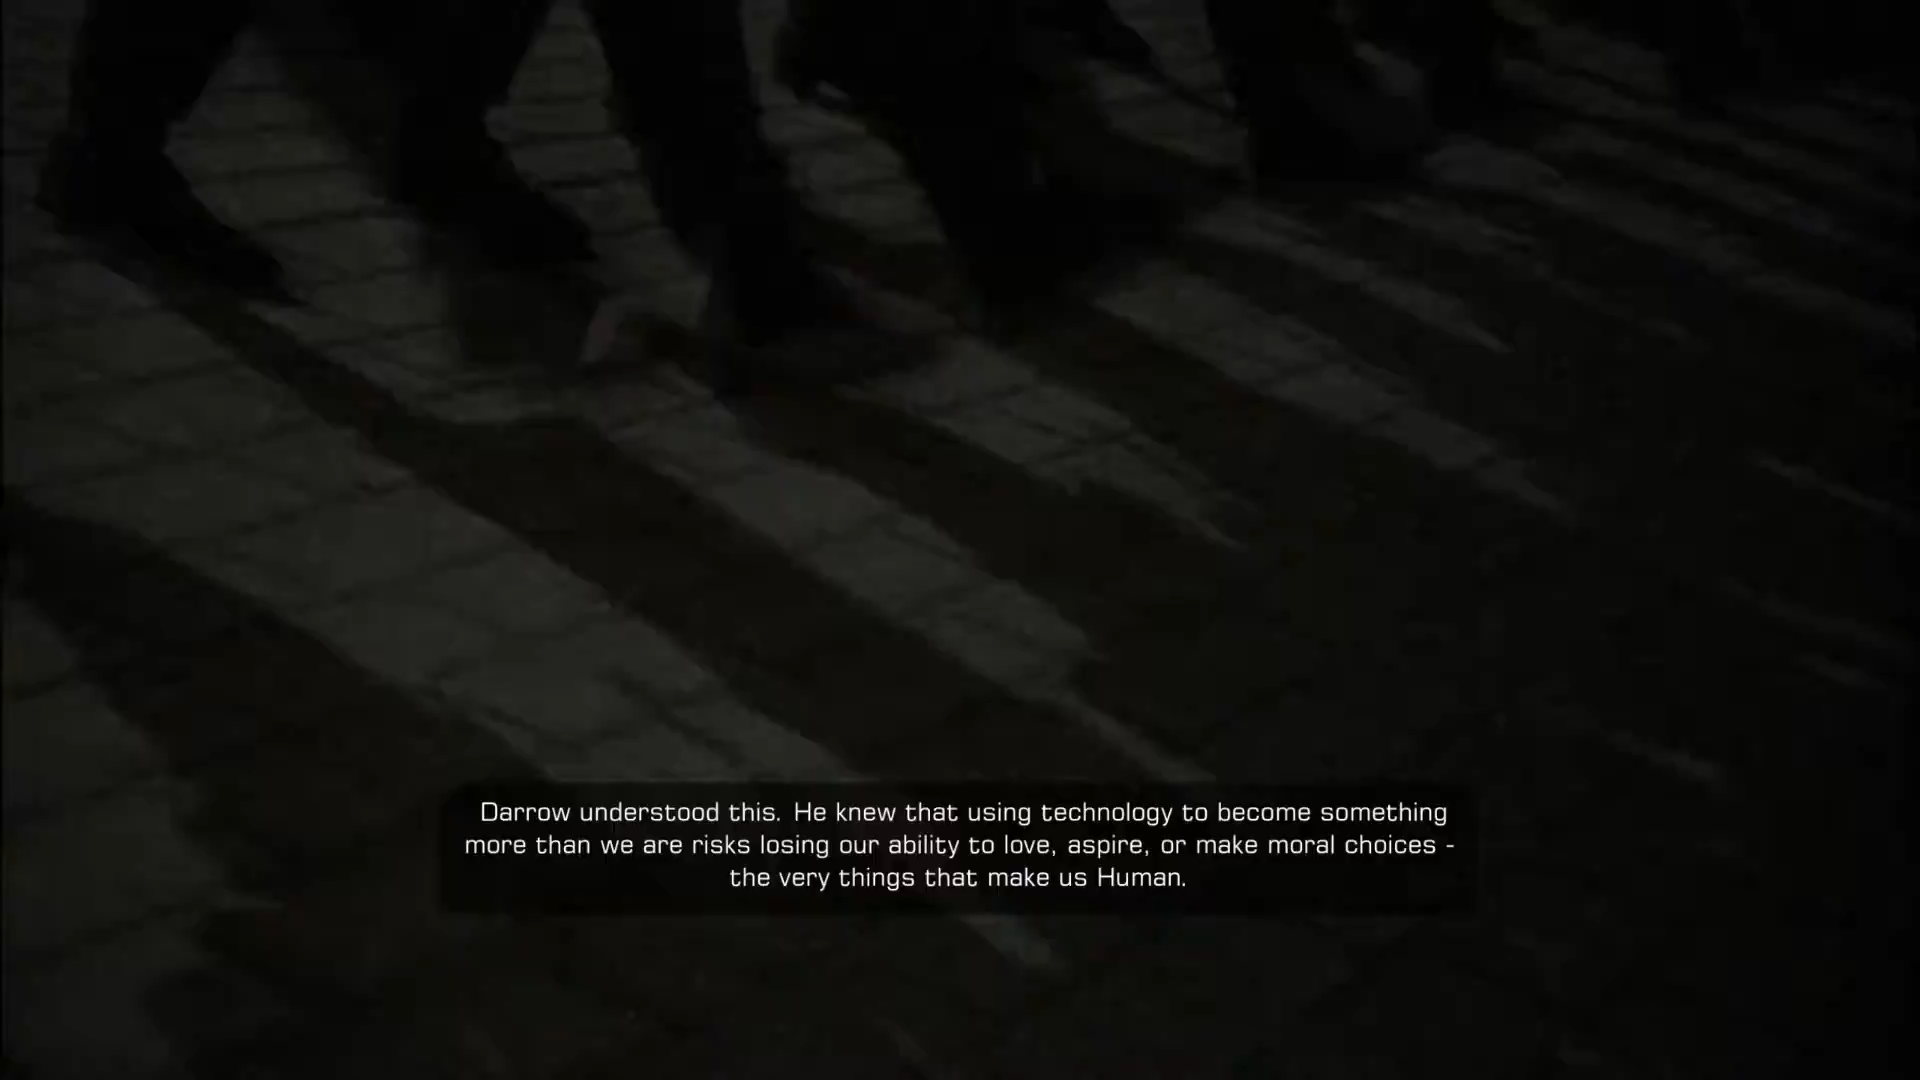 Darrow understood this. He knew that using technology to become something
more than we are risks losing our ability to love, aspire, or make moral choices -
the very things that make us Human.